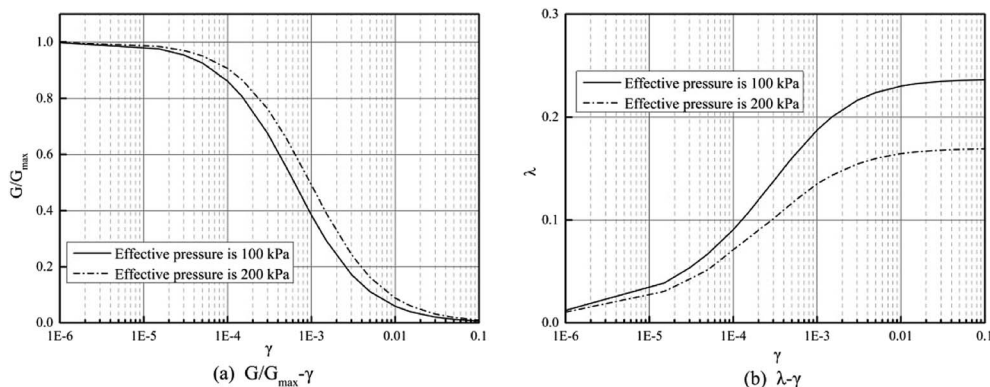 1.0
0.8
0.6
0.4
0.2
0.0
G/Gmax
Effective pressure is 100 kPa
Effective pressure is 200 kPa
1E-6 1E-5 1E-4 1E-3 0.01 0.1
γ
(a) G/Gmax-γ
0.3
0.2
0.1
0.0
λ
Effective pressure is 100 kPa
Effective pressure is 200 kPa
1E-6 1E-5 1E-4 1E-3 0.01 0.1
γ
(b) λ-γ